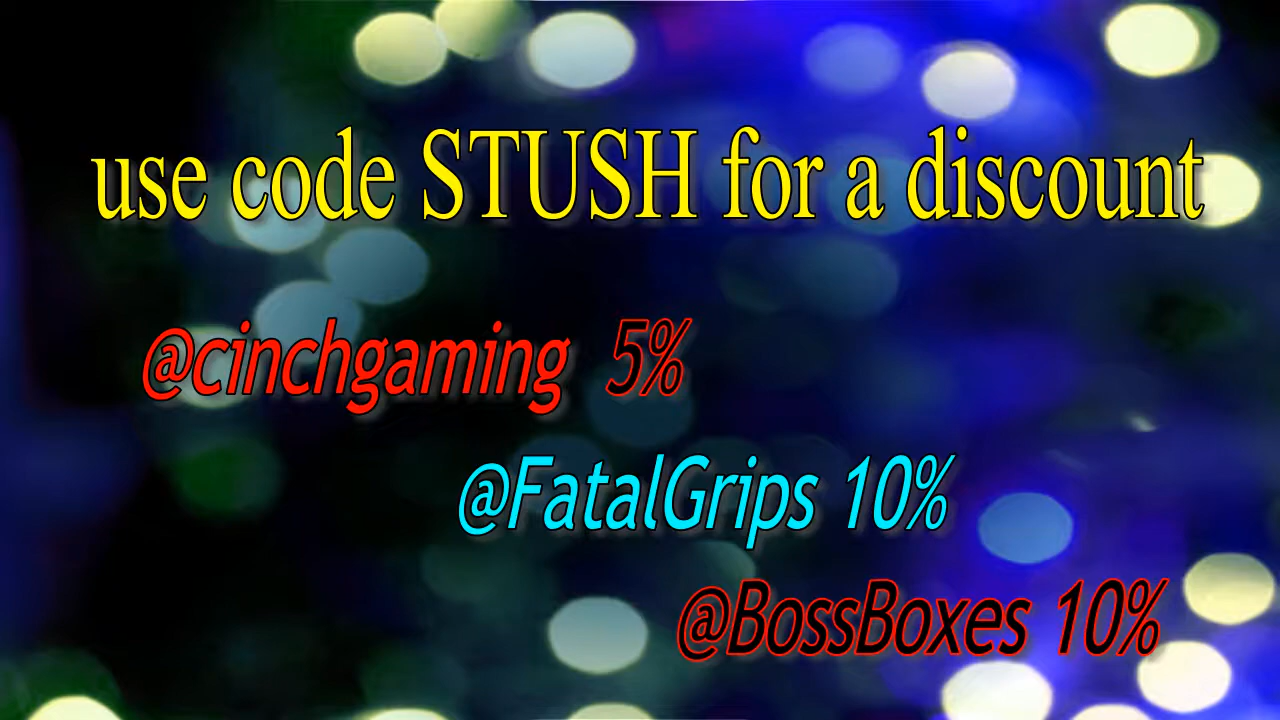 use code STUSH for a discount
@cinchgaming 5%
@FatalGrips 10%
@BossBoxes 10%